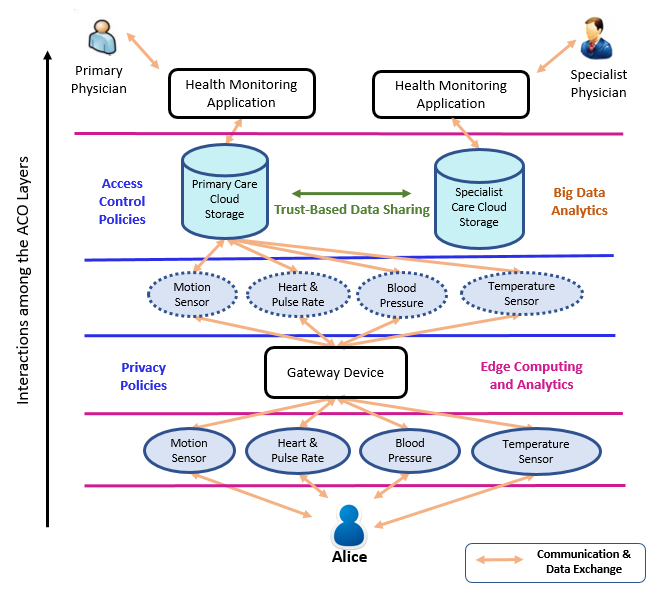 Primary
Physician
Health Monitoring
Application
Health Monitoring
Application
Specialist
Physician
Interactions among the ACO Layers
Access
Control
Policies
Primary Care
Cloud
Storage
Trust-Based Data Sharing
Specialist
Care Cloud
Storage
Big Data
Analytics
Motion
Sensor
Heart &
Pulse Rate
Blood
Pressure
Temperature
Sensor
Privacy
Policies
Gateway Device
Edge Computing
and Analytics
Motion
Sensor
Heart &
Pulse Rate
Blood
Pressure
Temperature
Sensor
Alice
Communication &
Data Exchange